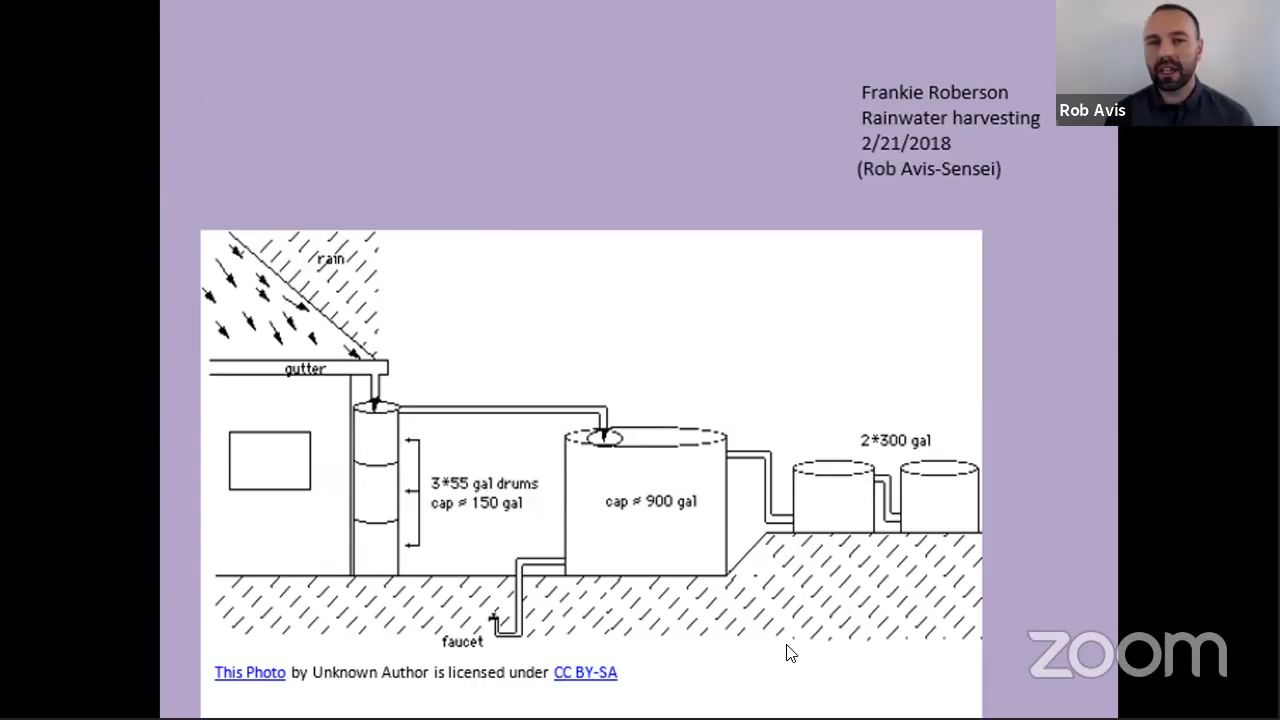 Frankie Roberson
Rainwater harvesting
2/21/2018
(Rob Avis-Sensei)
Rob Avis
rain
gutter
3*55 gal drums
cap ≠ 150 gal
cap ≠ 900 gal
2*300 gal
faucet
This Photo by Unknown Author is licensed under CC BY-SA
zoom